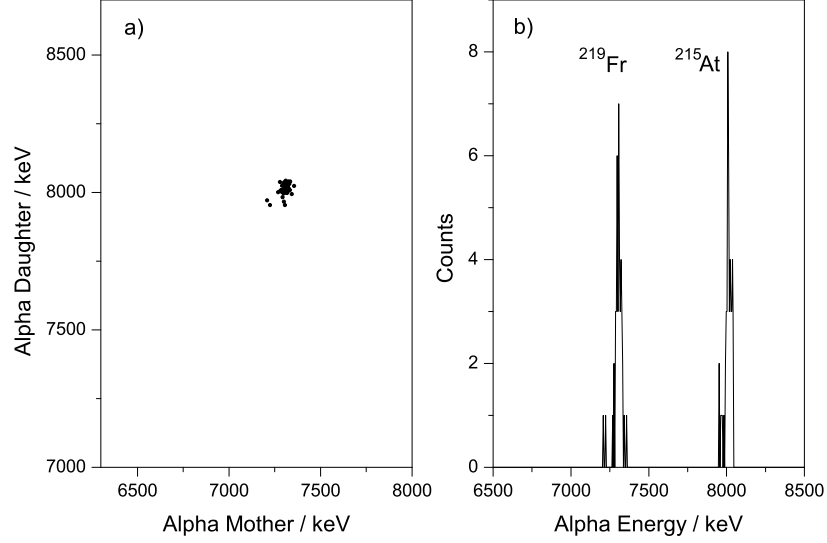 a)
8500
8000
7500
7000
6500 7000 7500 8000
Alpha Daughter / keV
Alpha Mother / keV
b)
²¹⁹Fr
²¹⁵At
8
6
4
2
0
6500 7000 7500 8000 8500
Counts
Alpha Energy / keV